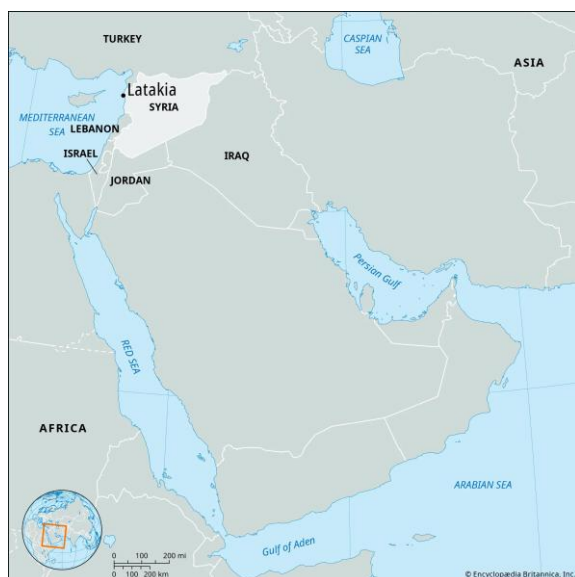 TURKEY
CASPIAN
SEA
ASIA
Latakia
SYRIA
MEDITERRANEAN
SEA
LEBANON
ISRAEL
IRAQ
JORDAN
Persian Gulf
RED SEA
AFRICA
ARABIAN SEA
Gulf of Aden
0 100 200 mi
0 100 200 km
© Encyclopædia Britannica, Inc.